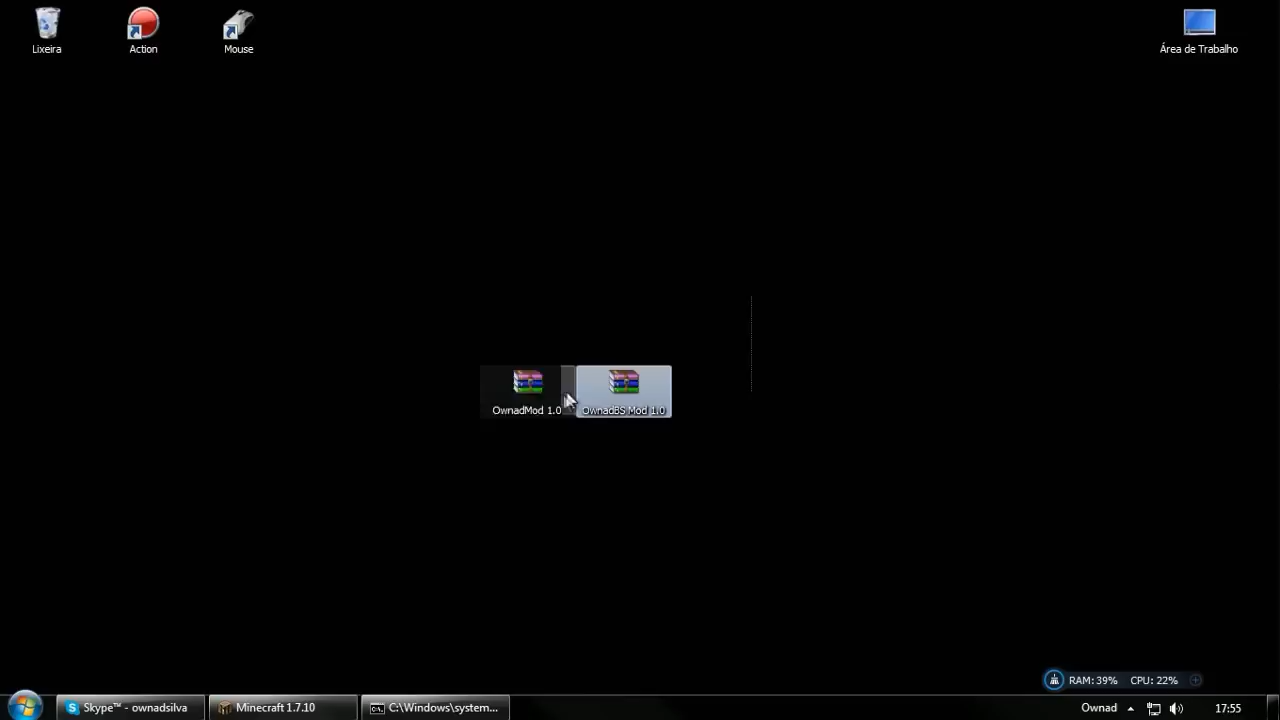 Lixeira
Action
Mouse
Área de Trabalho
OwnadMod 1.0
OwnadBS Mod 1.0
RAM: 39% CPU: 22%
Skype™ - ownadsilva
Minecraft 1.7.10
C:\Windows\system...
Ownad
17:55